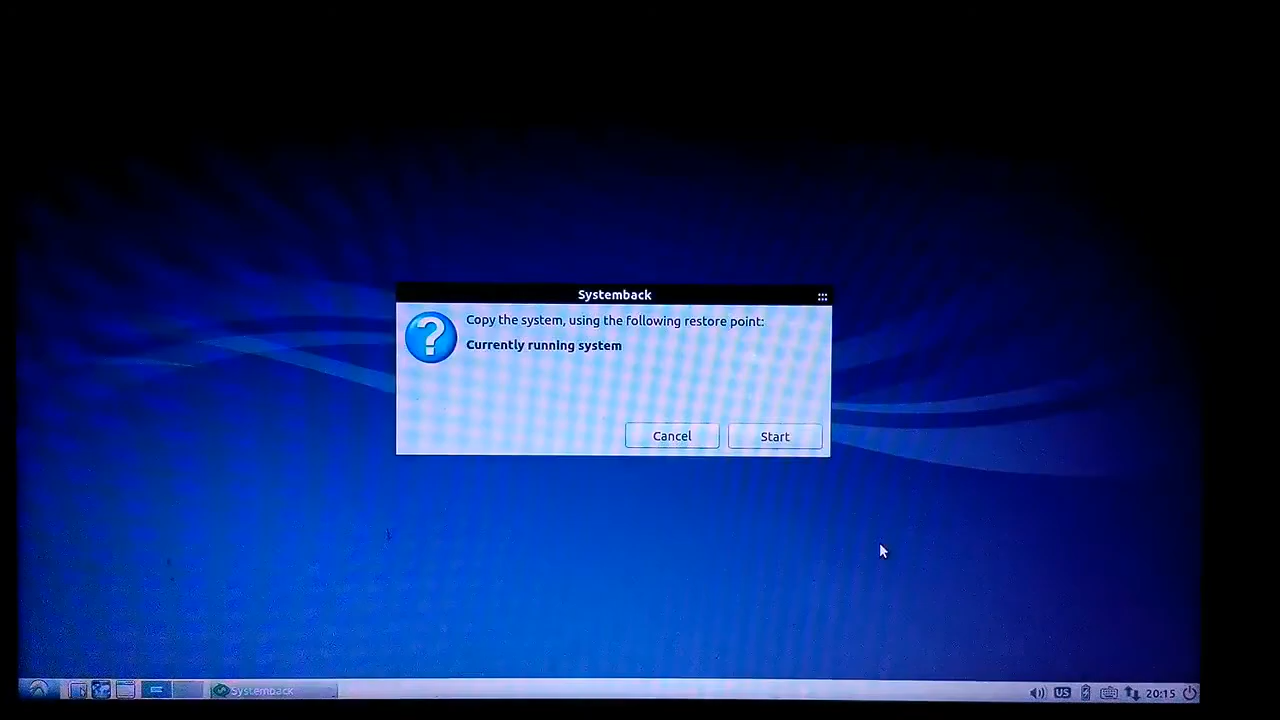 Systemback
Copy the system, using the following restore point:
Currently running system
Cancel
Start
Systemback
US
20:15